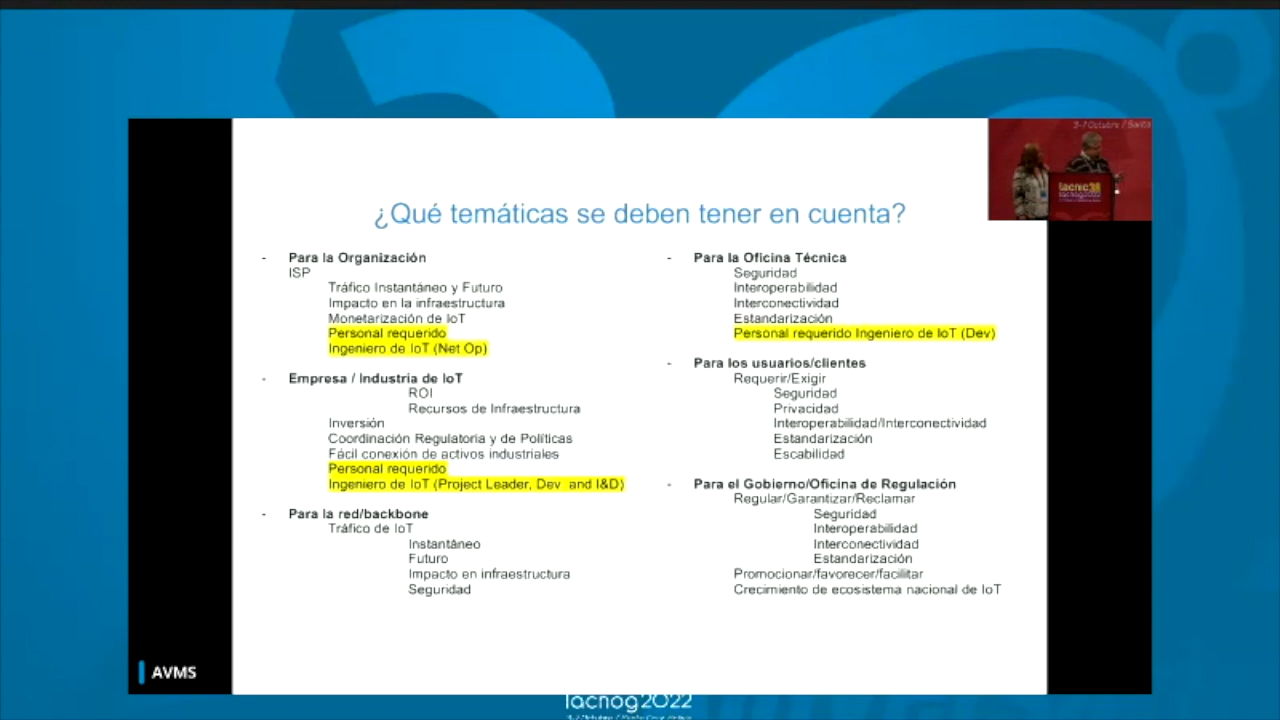 3-7 Octubre / Santa
lacnic38
lacnog2022
¿Qué temáticas se deben tener en cuenta?
- Para la Organización
ISP
Tráfico Instantáneo y Futuro
Impacto en la infraestructura
Monetarización de IoT
Personal requerido
Ingeniero de IoT (Net Op)
- Empresa / Industria de IoT
ROI
Recursos de Infraestructura
Inversión
Coordinación Regulatoria y de Políticas
Fácil conexión de activos industriales
Personal requerido
Ingeniero de IoT (Project Leader, Dev and I&D)
- Para la red/backbone
Tráfico de IoT
Instantáneo
Futuro
Impacto en infraestructura
Seguridad
- Para la Oficina Técnica
Seguridad
Interoperabilidad
Interconectividad
Estandarización
Personal requerido Ingeniero de IoT (Dev)
- Para los usuarios/clientes
Requerir/Exigir
Seguridad
Privacidad
Interoperabilidad/Interconectividad
Estandarización
Escabilidad
- Para el Gobierno/Oficina de Regulación
Regular/Garantizar/Reclamar
Seguridad
Interoperabilidad
Interconectividad
Estandarización
Promocionar/favorecer/facilitar
Crecimiento de ecosistema nacional de IoT
AVMS
lacnog2022